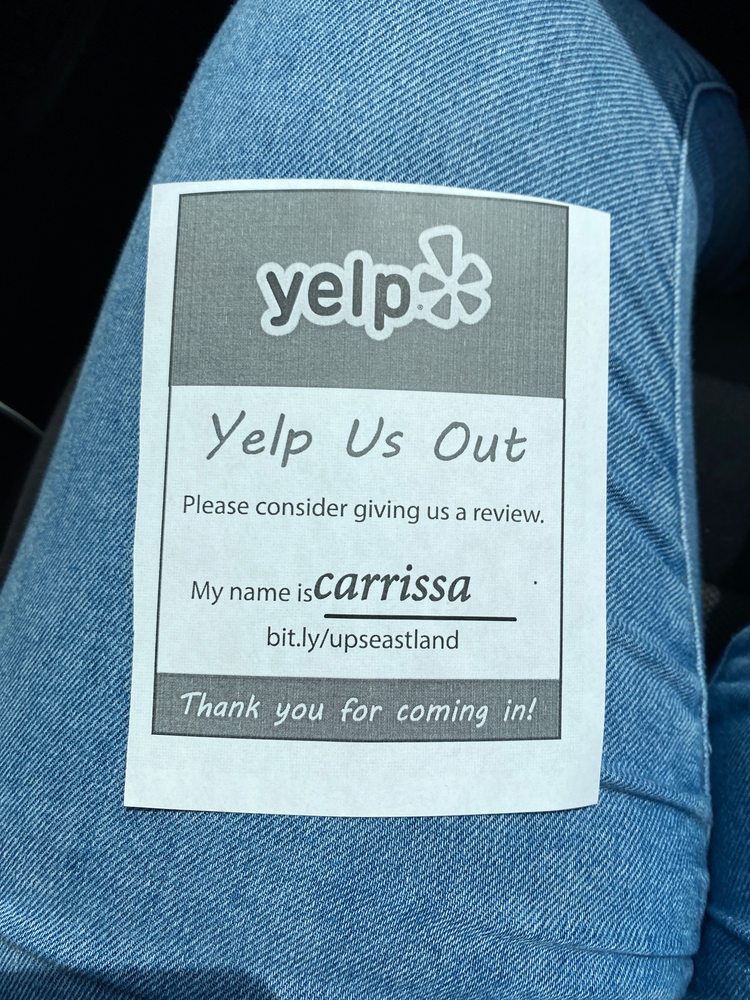 yelp
Yelp Us Out
Please consider giving us a review.
My name is carrissa
bit.ly/upseastland
Thank you for coming in!